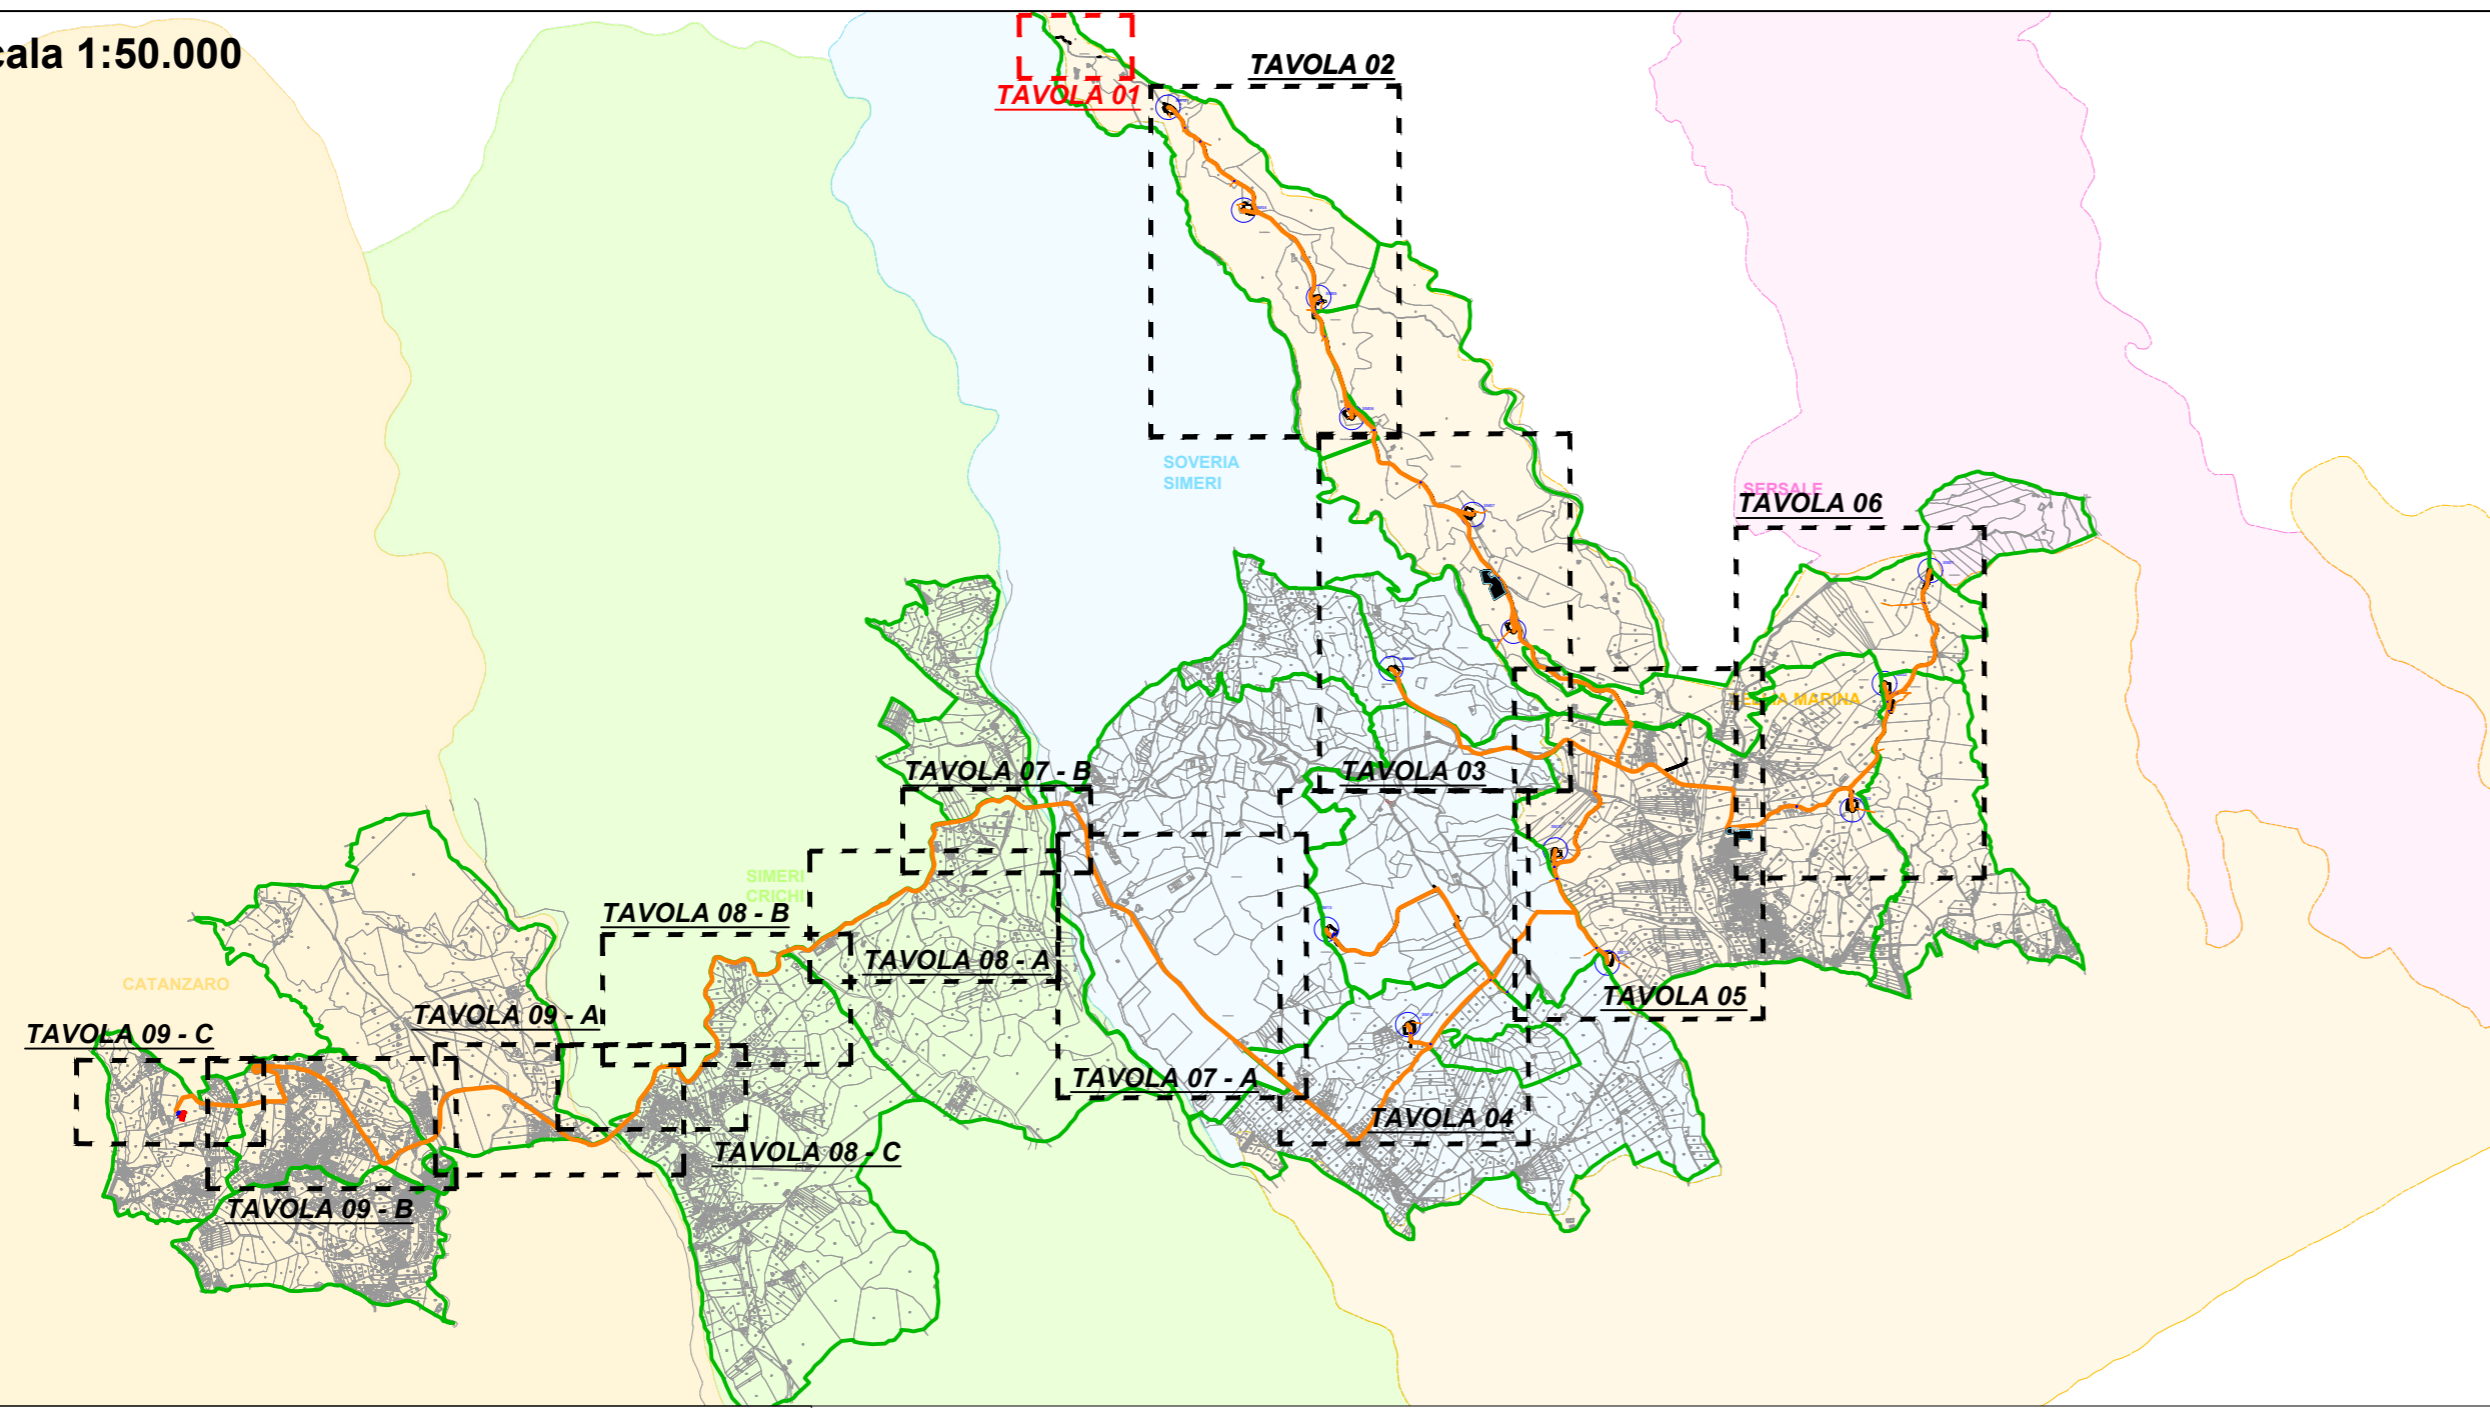 cala 1:50.000
TAVOLA 02
TAVOLA 01
SOVERIA
SIMERI
SERSALE
TAVOLA 06
MARINA
TAVOLA 07 - B
TAVOLA 03
SIMERI
CRICHI
TAVOLA 08 - B
TAVOLA 08 - A
CATANZARO
TAVOLA 05
TAVOLA 09 - A
TAVOLA 09 - C
TAVOLA 07 - A
TAVOLA 04
TAVOLA 08 - C
TAVOLA 09 - B